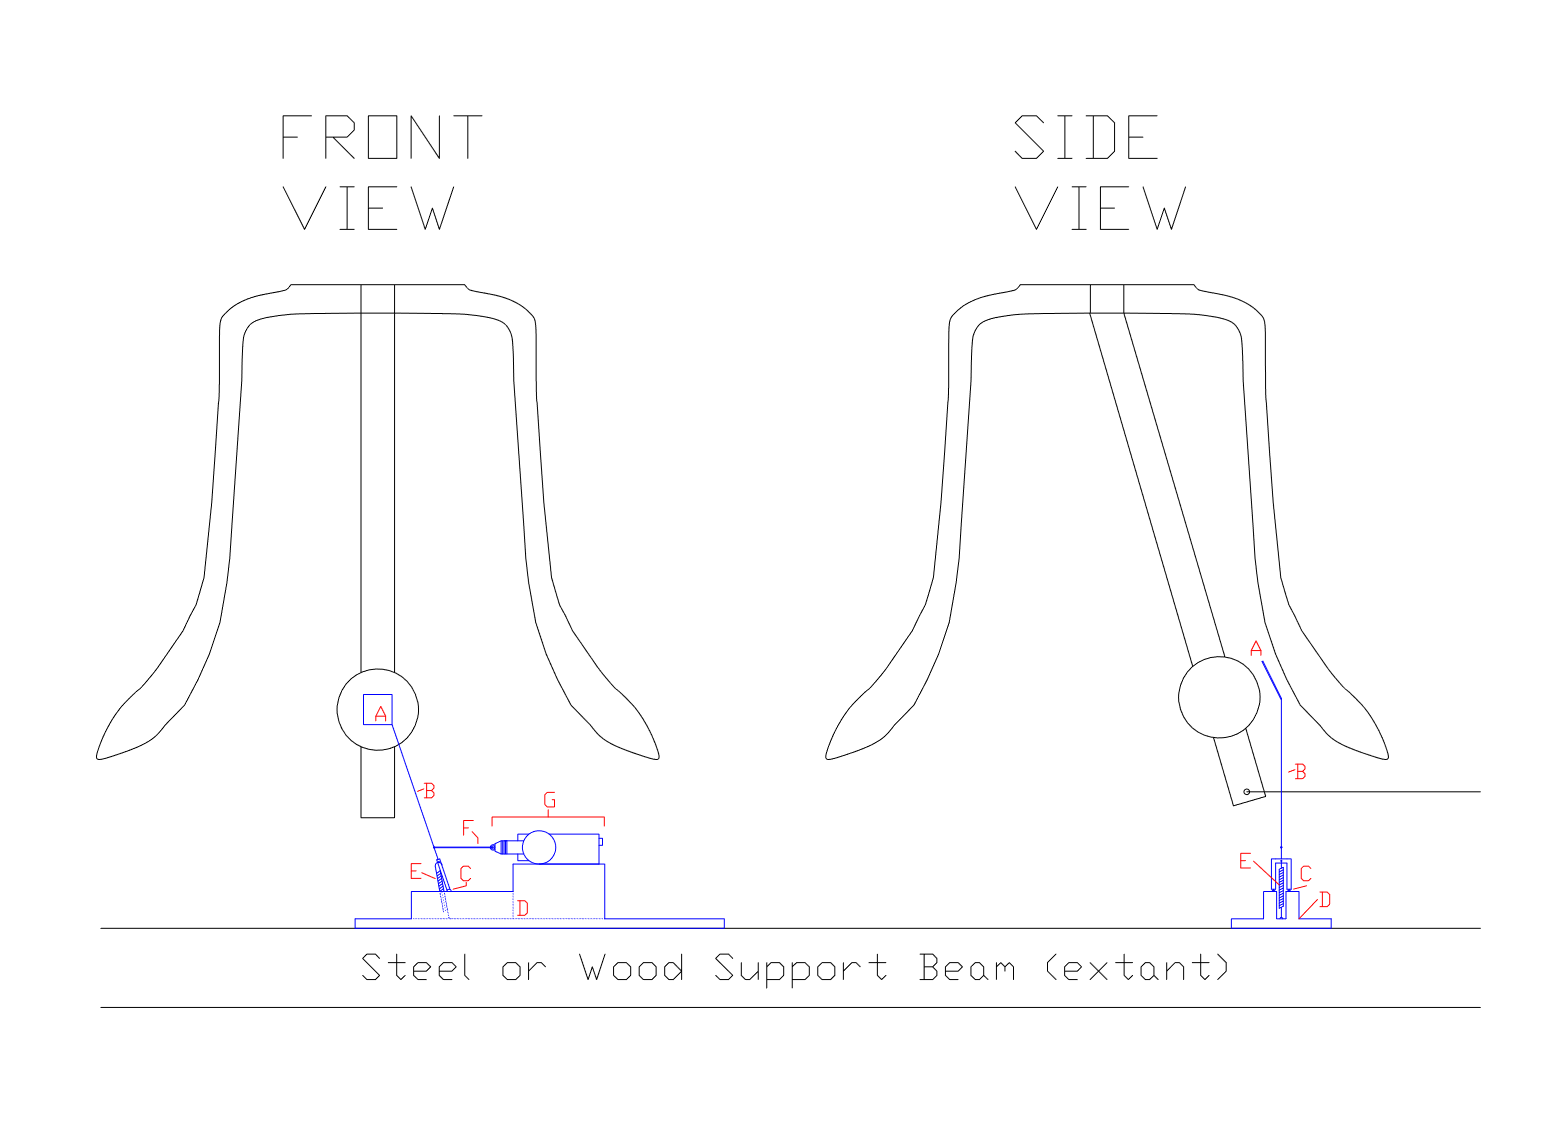 FRONT
VIEW
SIDE
VIEW
A
B
G
F
E
C
D
A
B
E
C
D
Steel or Wood Support Beam (extant)